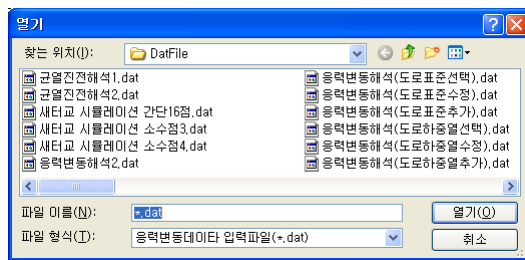 열기
찾는 위치(I): DatFile
균열진전해석1.dat
균열진전해석2.dat
새터교 시뮬레이션 간단16점.dat
새터교 시뮬레이션 소수점3.dat
새터교 시뮬레이션 소수점4.dat
응력변동해석2.dat
응력변동해석(도로표준선택).dat
응력변동해석(도로표준수정).dat
응력변동해석(도로표준추가).dat
응력변동해석(도로하중열선택).dat
응력변동해석(도로하중열수정).dat
응력변동해석(도로하중열추가).dat
파일 이름(N): *.dat 열기(O)
파일 형식(T): 응력변동데이타 입력파일(*.dat) 취소